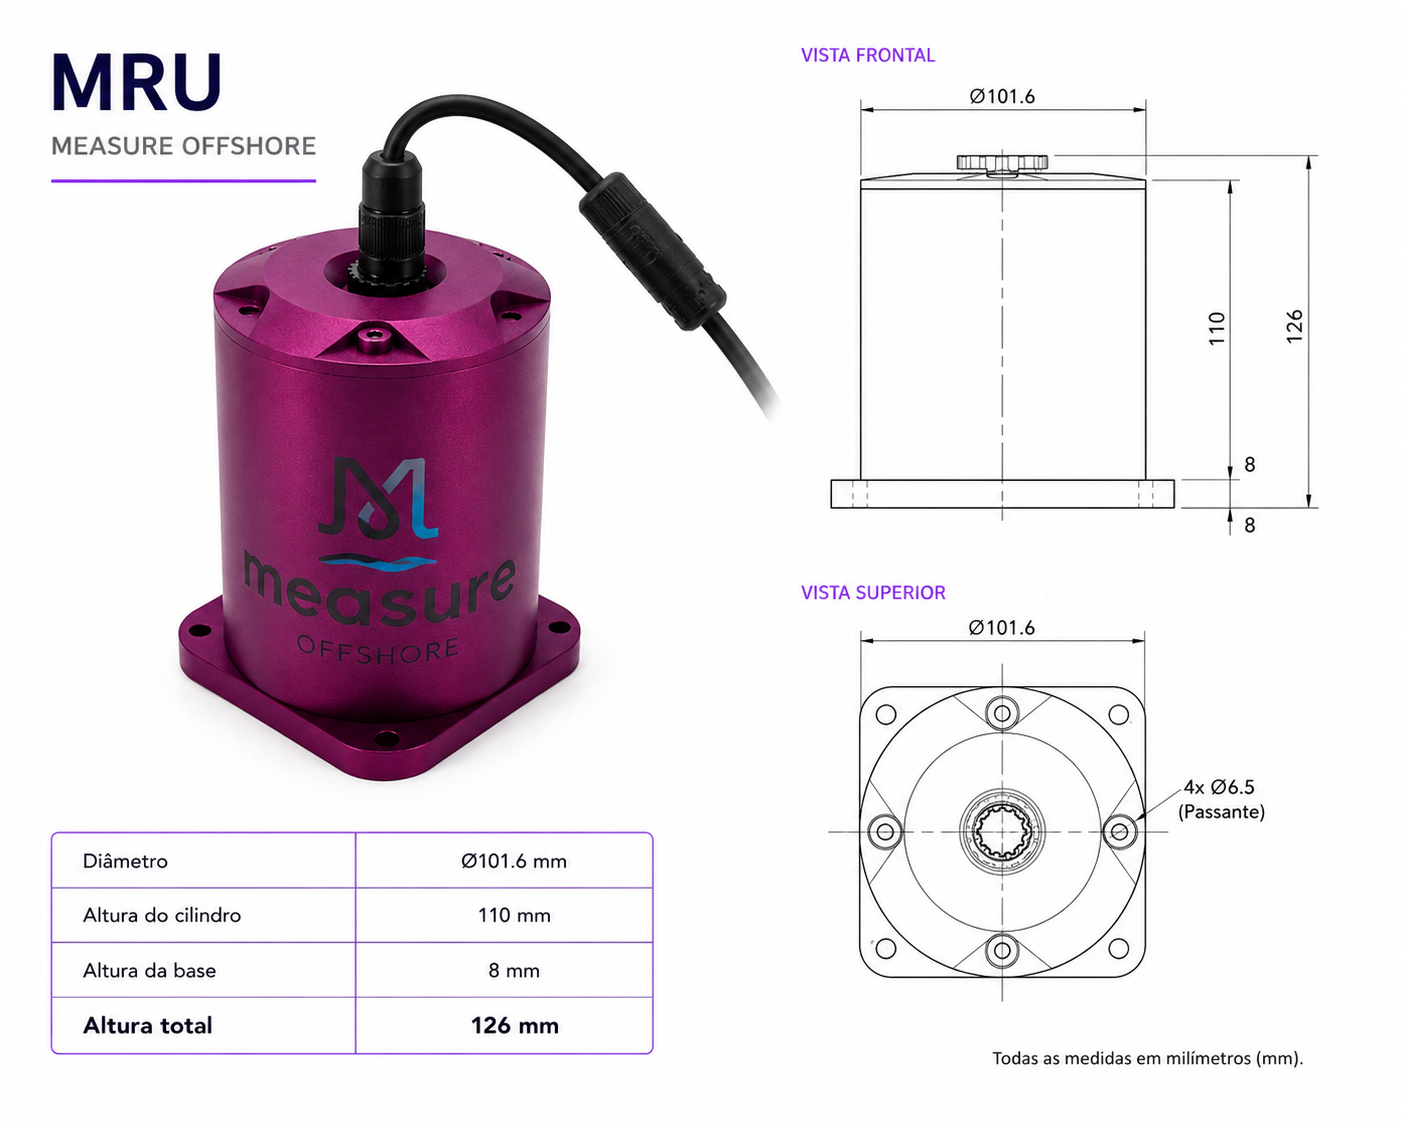 MRU
MEASURE OFFSHORE
measure
OFFSHORE
Diâmetro Ø101.6 mm
Altura do cilindro 110 mm
Altura da base 8 mm
Altura total 126 mm
VISTA FRONTAL
Ø101.6
110
126
8
8
VISTA SUPERIOR
Ø101.6
4x Ø6.5
(Passante)
Todas as medidas em milímetros (mm).